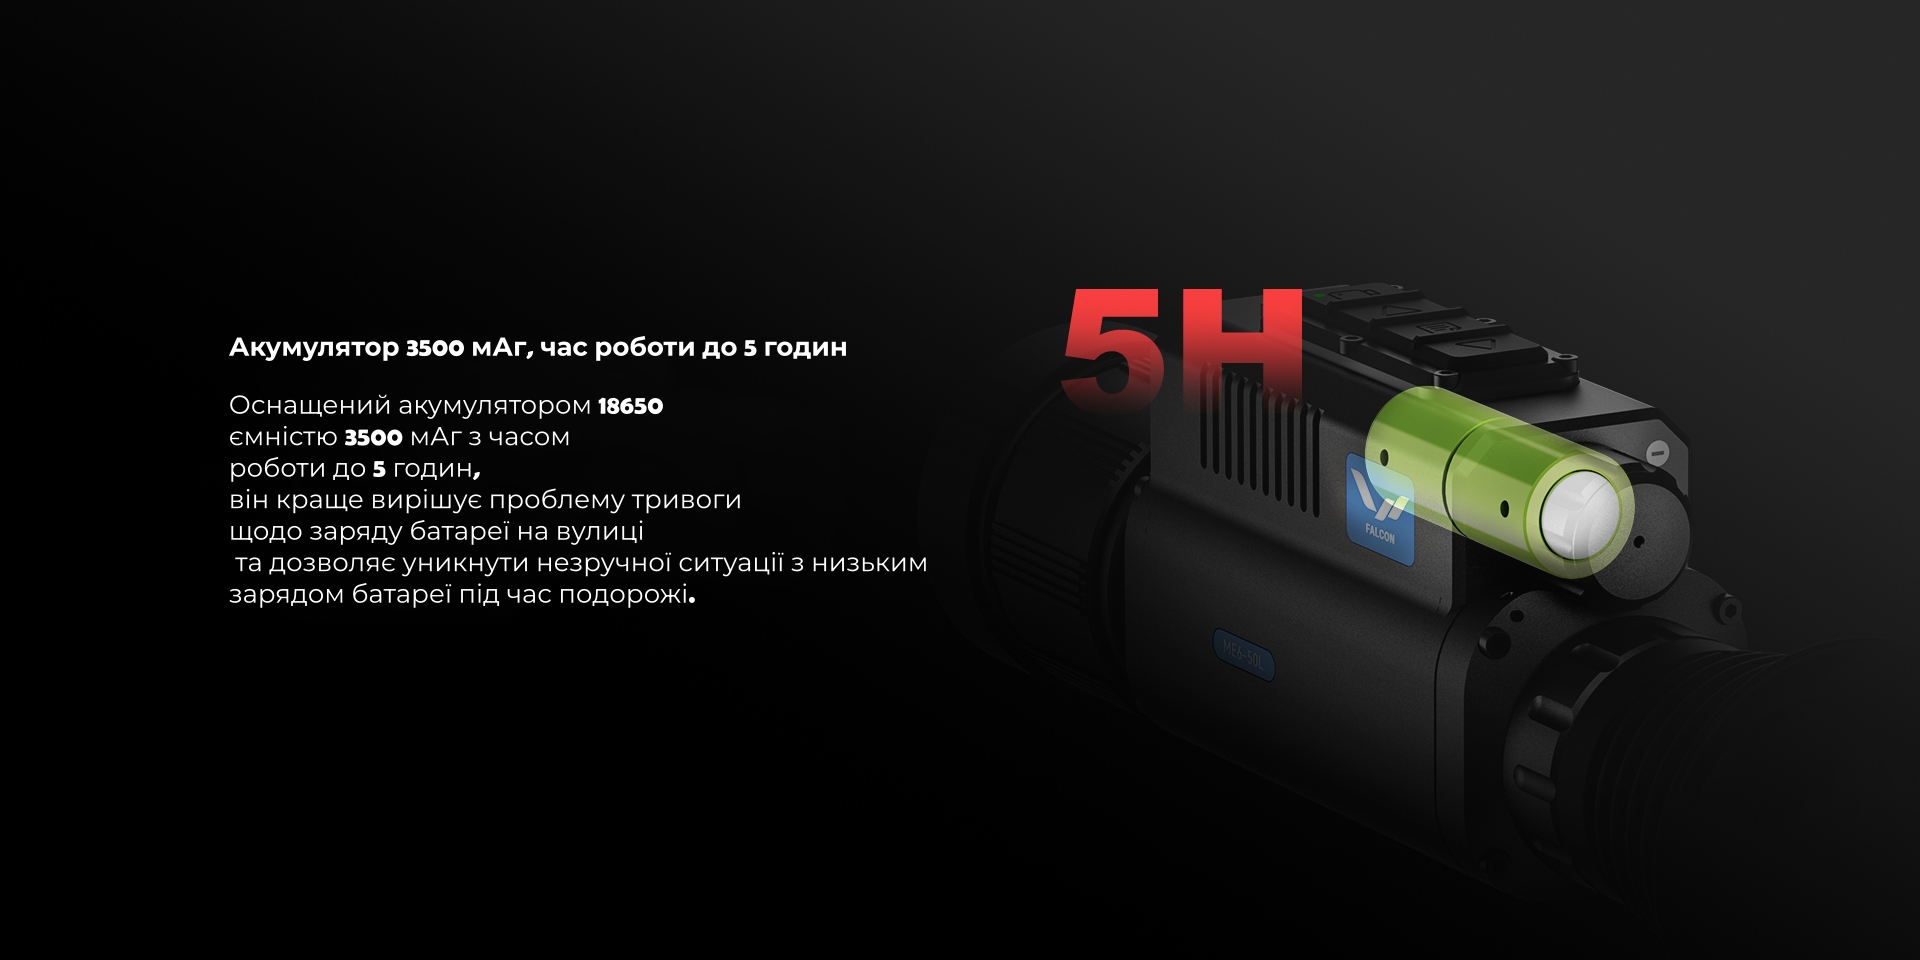 Акумулятор 3500 мАг, час роботи до 5 годин
Оснащений акумулятором 18650
ємністю 3500 мАг з часом
роботи до 5 годин,
він краще вирішує проблему тривоги
щодо заряду батареї на вулиці
та дозволяє уникнути незручної ситуації з низьким
зарядом батареї під час подорожі.
5H
FALCON
ME6-50L